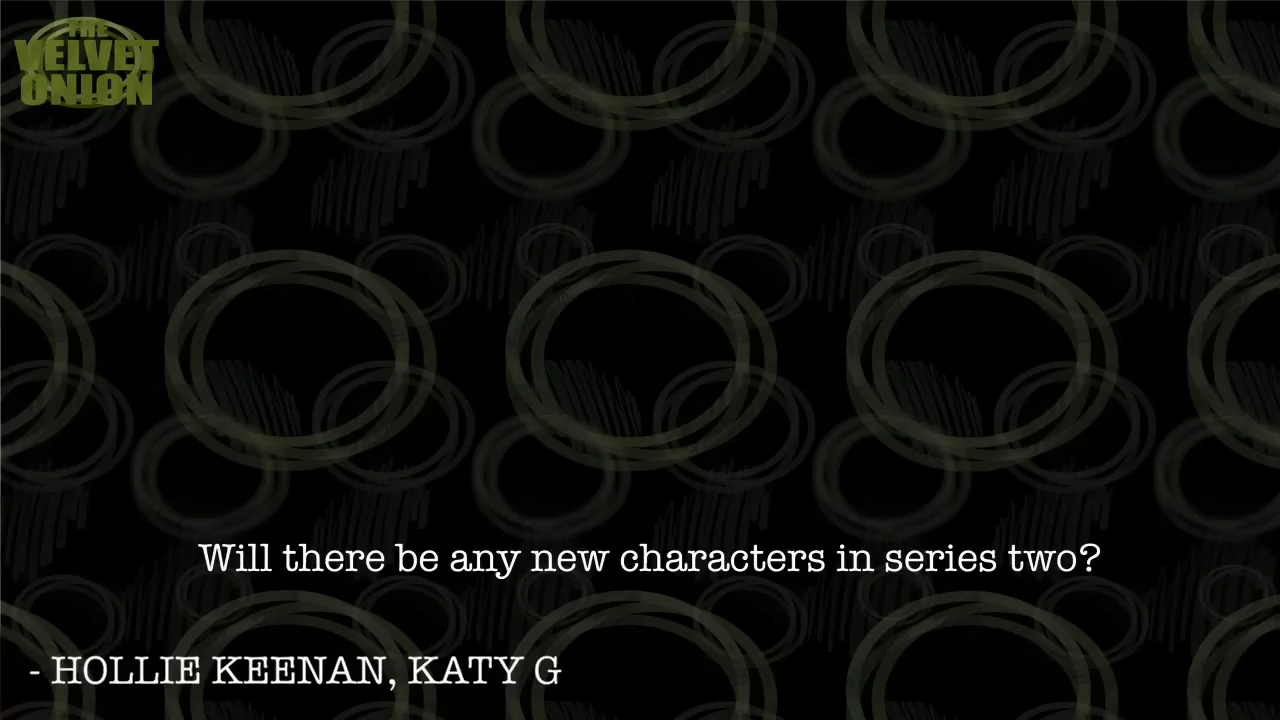 THE
VELVET
ONION
Will there be any new characters in series two?
- HOLLIE KEENAN, KATY G